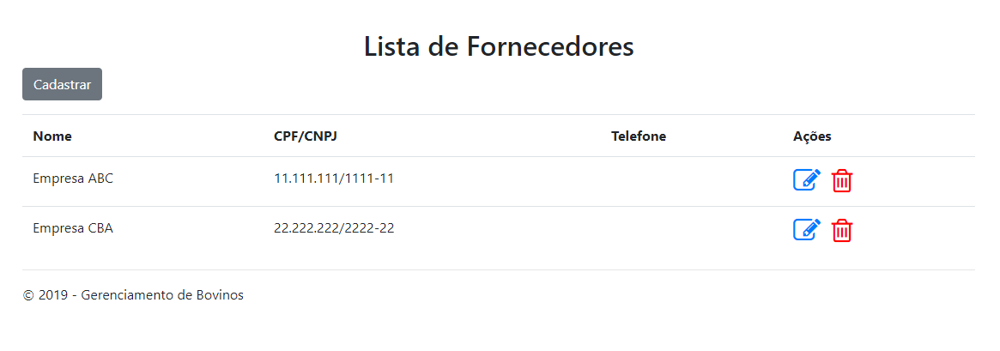 Lista de Fornecedores
Cadastrar
Nome CPF/CNPJ Telefone Ações
Empresa ABC 11.111.111/1111-11
Empresa CBA 22.222.222/2222-22
© 2019 - Gerenciamento de Bovinos